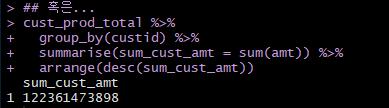 > ## 혹은...
> cust_prod_total %>%
+   group_by(custid) %>%
+   summarise(sum_cust_amt = sum(amt)) %>%
+   arrange(desc(sum_cust_amt))
  sum_cust_amt
1 122361473898